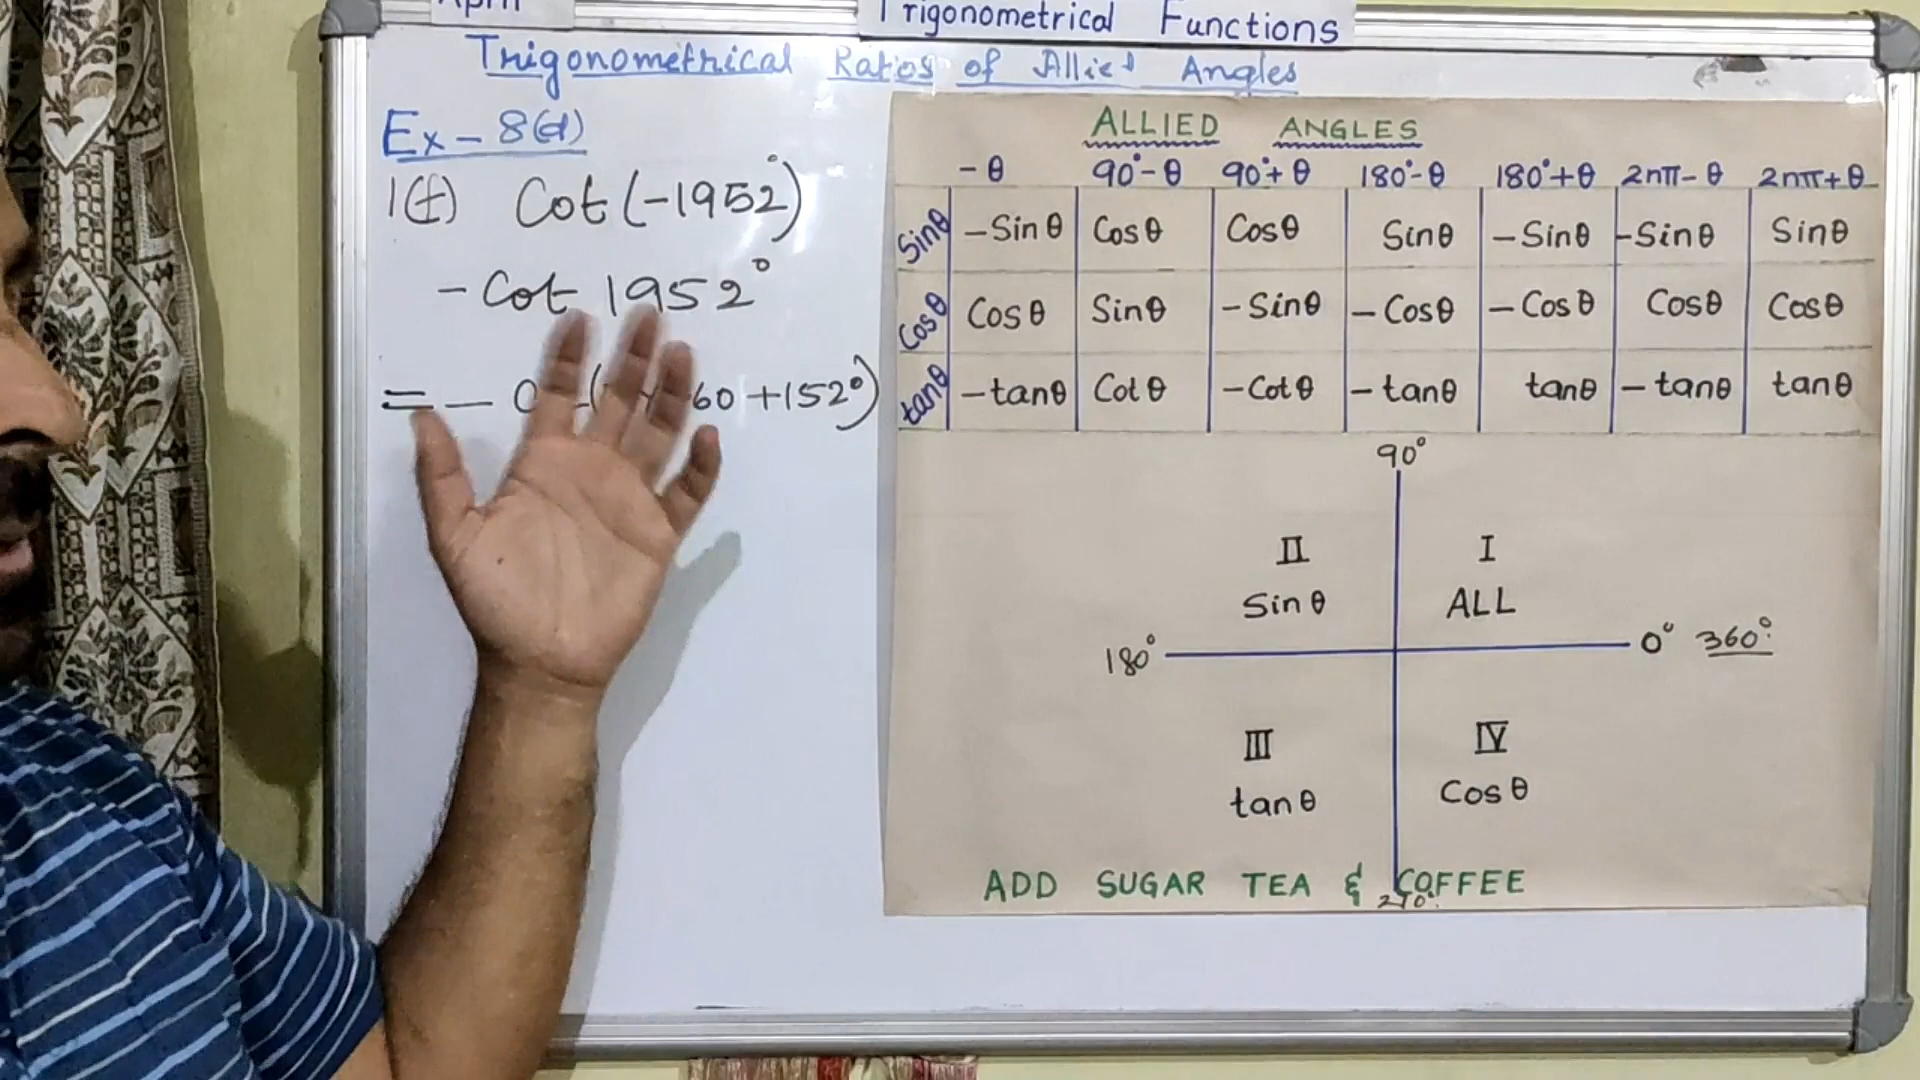 Trigonometrical Functions
Trigonometrical Ratios of Allied Angles
Ex - 8(d)
1(f) Cot (-1952°)
- Cot 1952°
= - 60 +152°)
ALLIED ANGLES
-θ 90°-θ 90°+θ 180°-θ 180°+θ 2nπ-θ 2nπ+θ
Sinθ -Sinθ Cosθ Cosθ Sinθ -Sinθ -Sinθ Sinθ
Cosθ Cosθ Sinθ -Sinθ -Cosθ -Cosθ Cosθ Cosθ
tanθ -tanθ Cotθ -Cotθ -tanθ tanθ -tanθ tanθ
90°
II I
Sinθ ALL
180° 0° 360°
III IV
tanθ Cosθ
ADD SUGAR TEA & COFFEE
270°